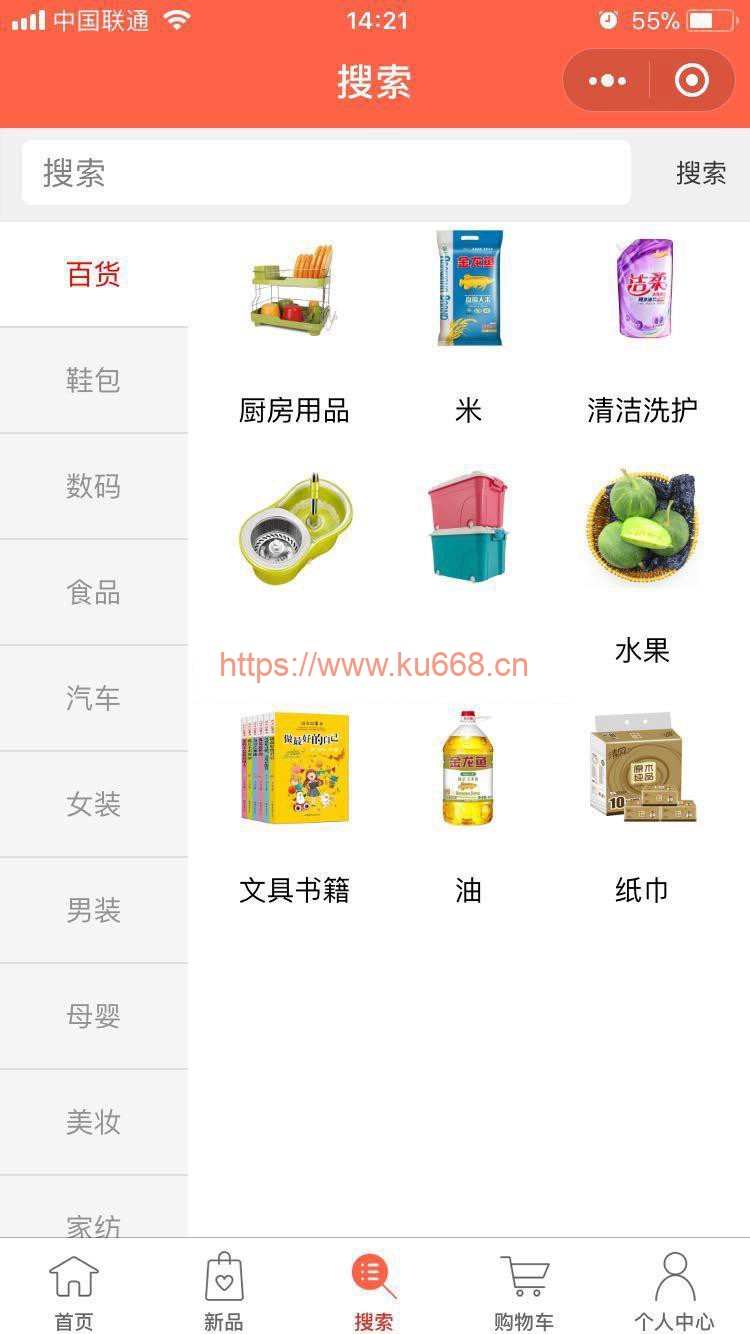 中国联通
14:21
55%
搜索
搜索
搜索
百货
鞋包
数码
食品
汽车
女装
男装
母婴
美妆
家纺
金龙鱼
洁柔
厨房用品
米
清洁洗护
水果
https://www.ku668.cn
做最好的自己
金龙鱼
原木纯品
10
文具书籍
油
纸巾
首页
新品
搜索
购物车
个人中心